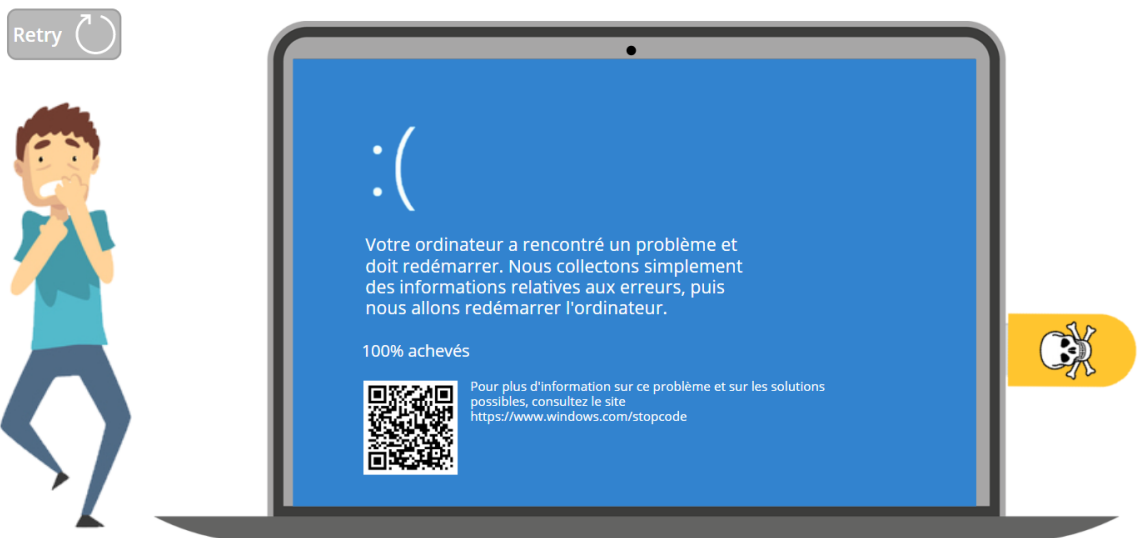 Retry
:(
Votre ordinateur a rencontré un problème et
doit redémarrer. Nous collectons simplement
des informations relatives aux erreurs, puis
nous allons redémarrer l'ordinateur.
100% achevés
Pour plus d'information sur ce problème et sur les solutions
possibles, consultez le site
https://www.windows.com/stopcode